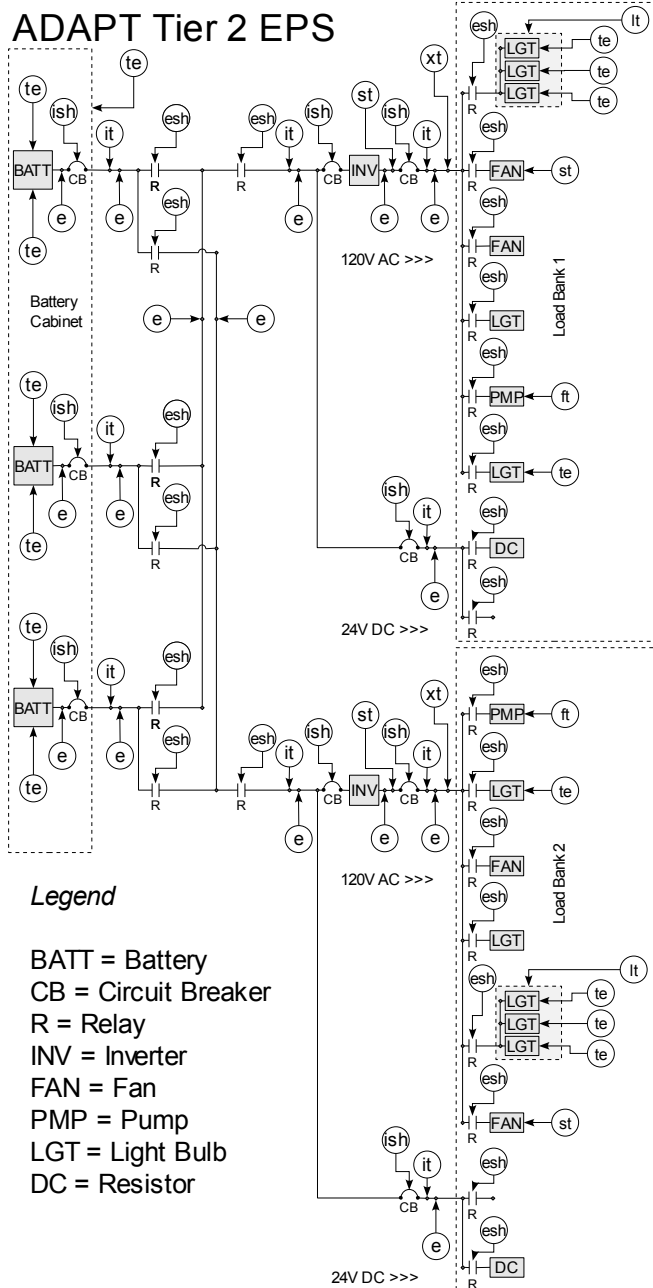 ADAPT Tier 2 EPS
lt
esh
LGT te
te xt LGT te
te LGT te
ish st ish R
it esh esh it esh
BATT INV FAN st
CB R R CB CB R
e e esh e e e esh
te
R 120V AC >>> FAN
R
Battery
Cabinet
Load Bank 1
esh
e e LGT
R
esh
te
ish PMP ft
it esh R
esh
BATT LGT te
CB R R
e e esh
te ish esh
it
R DC
CB R
e esh
te
ish 24V DC >>>
it esh R
esh
xt
BATT PMP ft
CB R R
e e esh st ish esh
te esh ish it
it
INV LGT te
R R CB CB R
e e e esh
120V AC >>> FAN
R
Load Bank 2
Legend
esh
BATT = Battery
LGT
R
CB = Circuit Breaker
lt
esh
LGT te
R = Relay
LGT te
INV = Inverter
LGT te
R
FAN = Fan
esh
PMP = Pump
FAN st
R
LGT = Light Bulb
ish esh
DC = Resistor
it
CB R
e esh
DC
24V DC >>> R